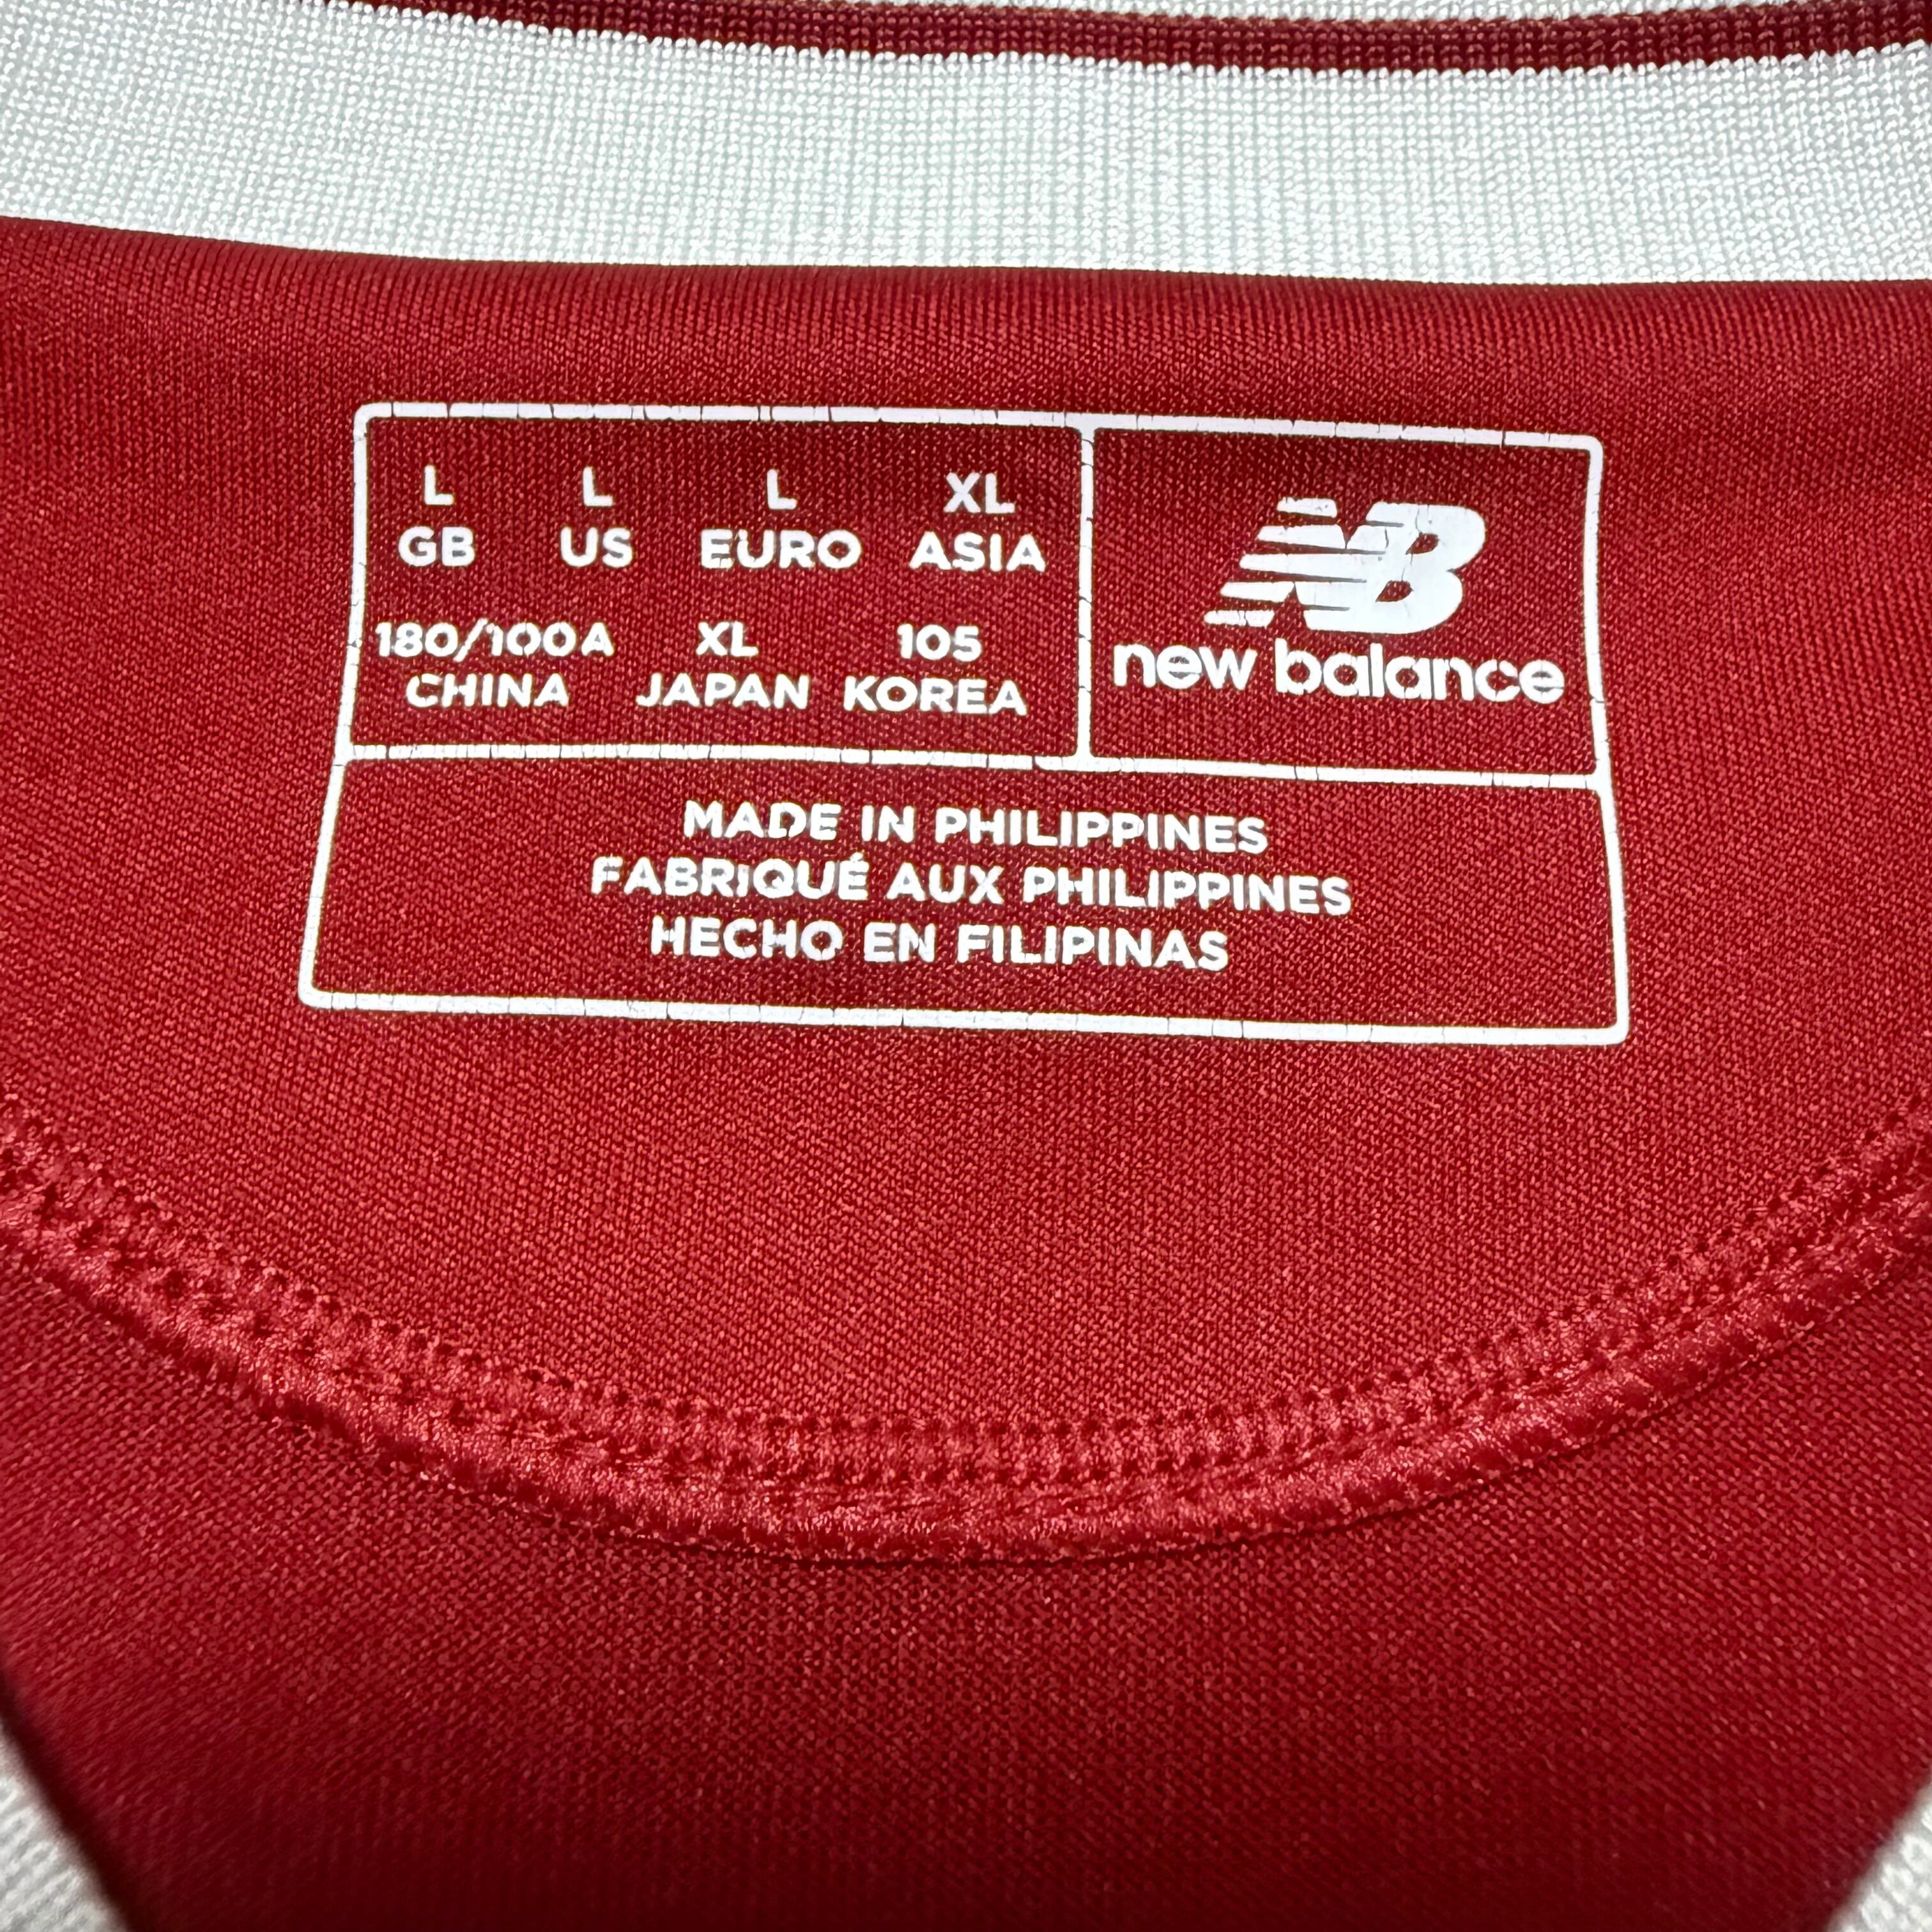 L L L XL
GB US EURO ASIA
180/100A XL 105
CHINA JAPAN KOREA
NB
new balance
MADE IN PHILIPPINES
FABRIQUÉ AUX PHILIPPINES
HECHO EN FILIPINAS